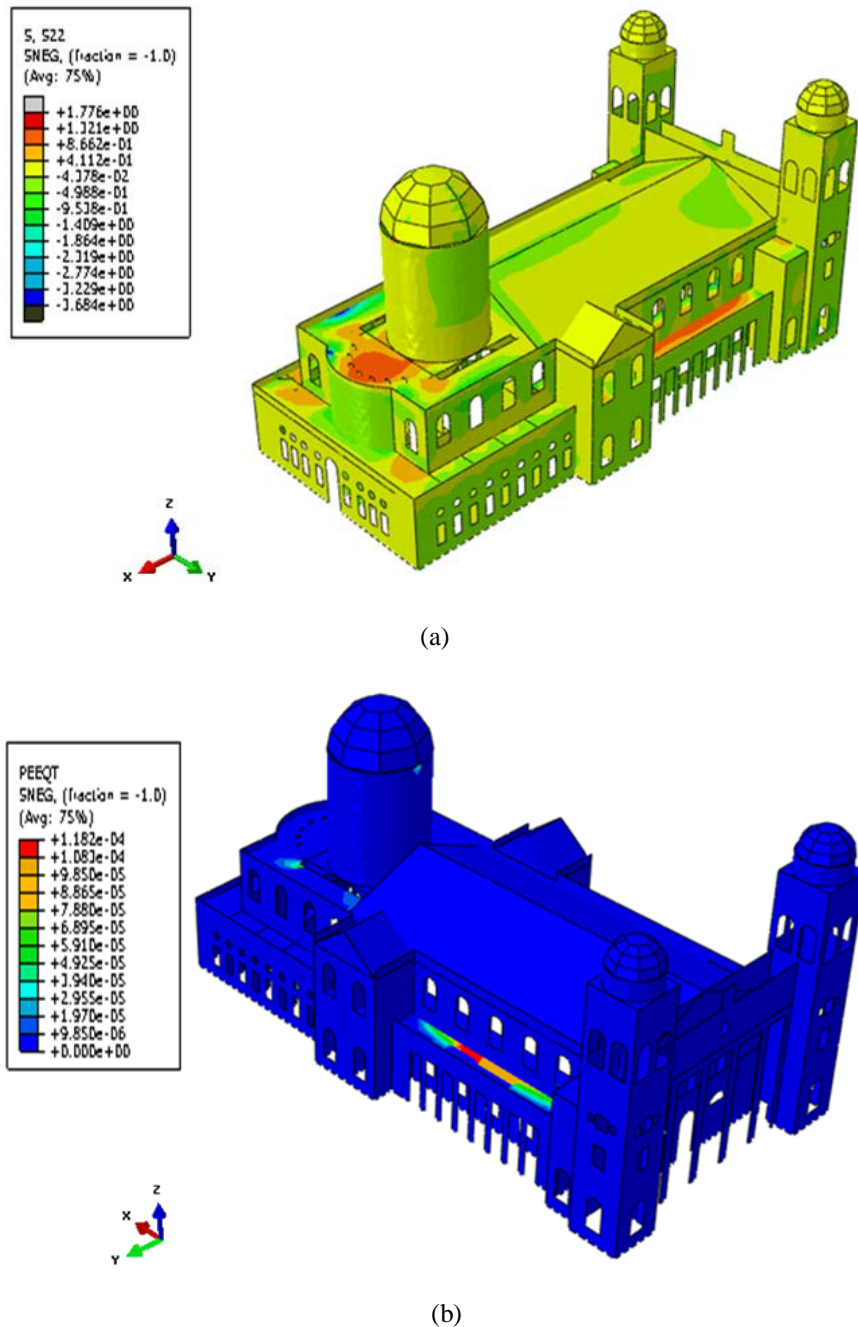 S, S22
SNEG, (fraction = -1.0)
(Avg: 75%)
+1.776e+00
+1.321e+00
+8.662e-01
+4.112e-01
-4.378e-02
-4.988e-01
-9.538e-01
-1.409e+00
-1.864e+00
-2.319e+00
-2.774e+00
-3.229e+00
-3.684e+00
Z
X
Y
(a)
PEEQT
SNEG, (fraction = -1.0)
(Avg: 75%)
+1.182e-04
+1.083e-04
+9.850e-05
+8.865e-05
+7.880e-05
+6.895e-05
+5.910e-05
+4.925e-05
+3.940e-05
+2.955e-05
+1.970e-05
+9.850e-06
+0.000e+00
Z
X
Y
(b)